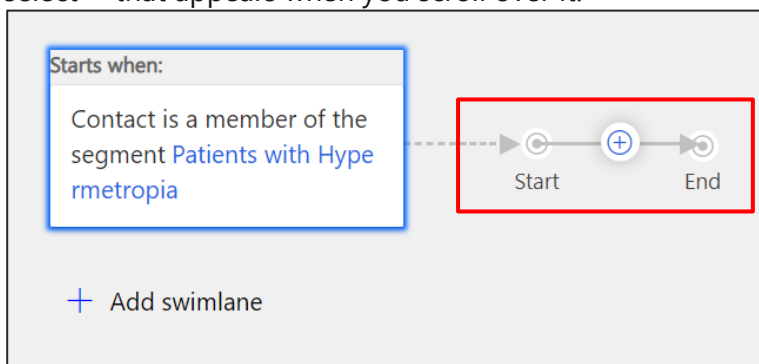 select that appeals when you scroll over it.
Starts when:
Contact is a member of the
segment Patients with Hype
rmetropia
Start
End
+ Add swimlane